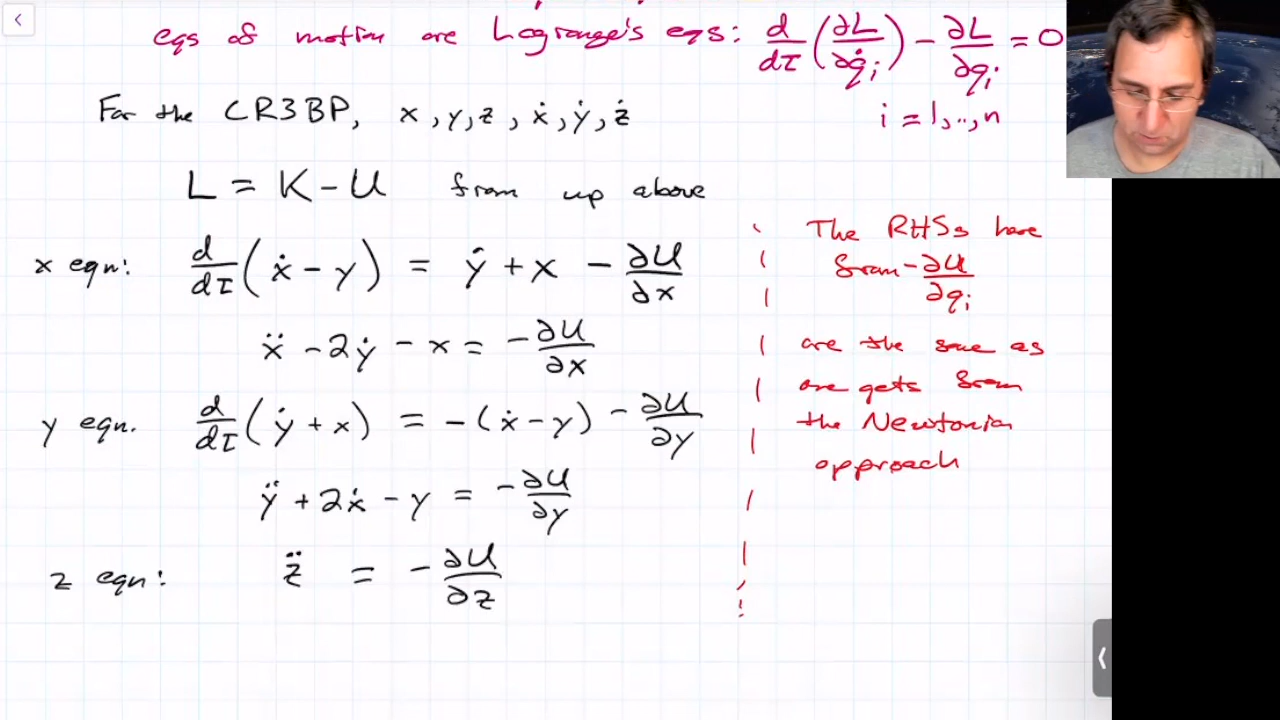 eqs of motion are Lagrange's eqs: d/dτ (∂L/∂q̇ᵢ) − ∂L/∂qᵢ = 0
i = 1,..,n
For the CR3BP, x, y, z, ẋ, ẏ, ż
L = K − U from up above
x eqn: d/dτ (ẋ − y) = ẏ + x − ∂U/∂x
ẍ − 2ẏ − x = −∂U/∂x
y eqn. d/dτ (ẏ + x) = −(ẋ − y) − ∂U/∂y
ÿ + 2ẋ − y = −∂U/∂y
z eqn: z̈ = −∂U/∂z
The RHSs here
from −∂U/∂qᵢ
are the same as
one gets from
the Newtonian
approach